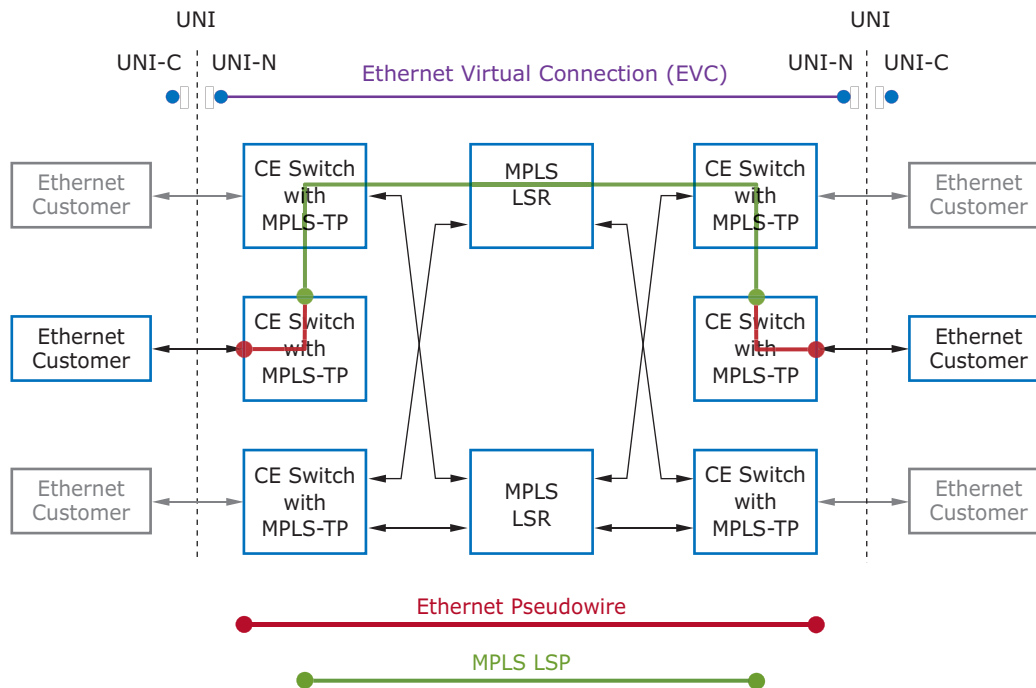 UNI
UNI
UNI-C
UNI-N
Ethernet Virtual Connection (EVC)
UNI-N
UNI-C
Ethernet
Customer
CE Switch
with
MPLS-TP
MPLS
LSR
CE Switch
with
MPLS-TP
Ethernet
Customer
Ethernet
Customer
CE Switch
with
MPLS-TP
CE Switch
with
MPLS-TP
Ethernet
Customer
Ethernet
Customer
CE Switch
with
MPLS-TP
MPLS
LSR
CE Switch
with
MPLS-TP
Ethernet
Customer
Ethernet Pseudowire
MPLS LSP